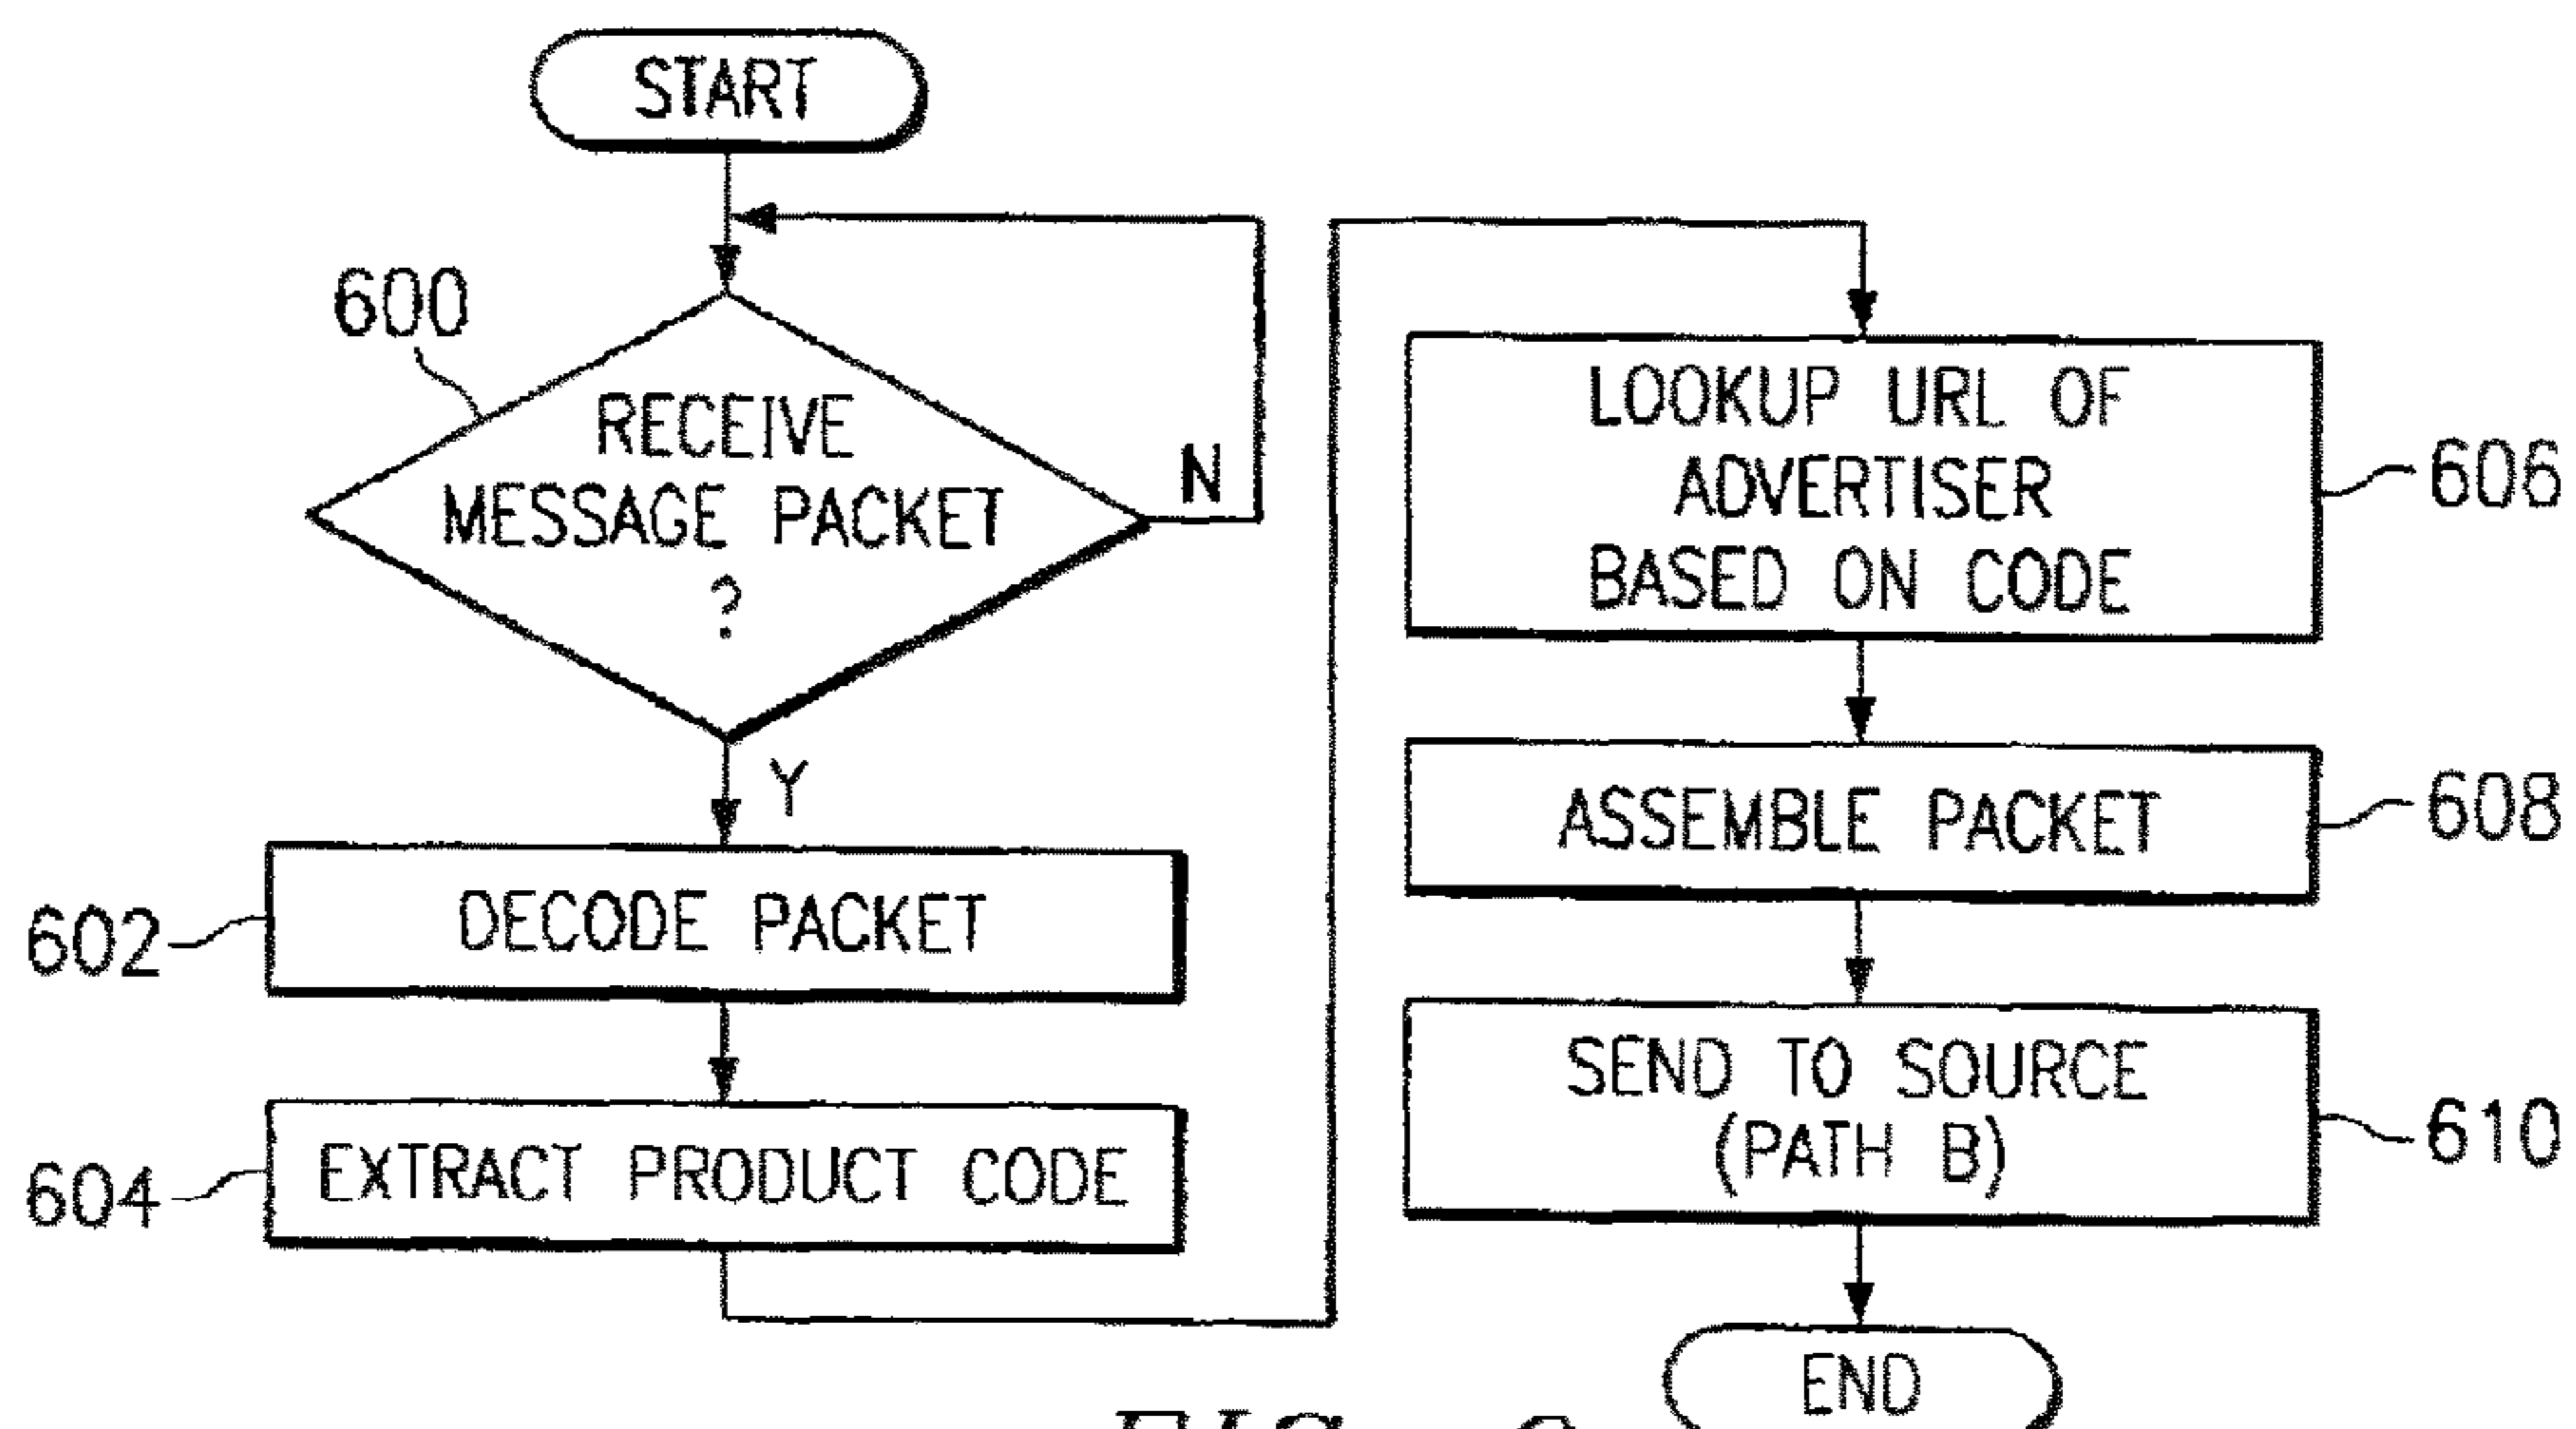 START
600
RECEIVE
MESSAGE PACKET
?
N
Y
602
DECODE PACKET
604
EXTRACT PRODUCT CODE
LOOKUP URL OF
ADVERTISER
BASED ON CODE
606
ASSEMBLE PACKET
608
SEND TO SOURCE
(PATH B)
610
END